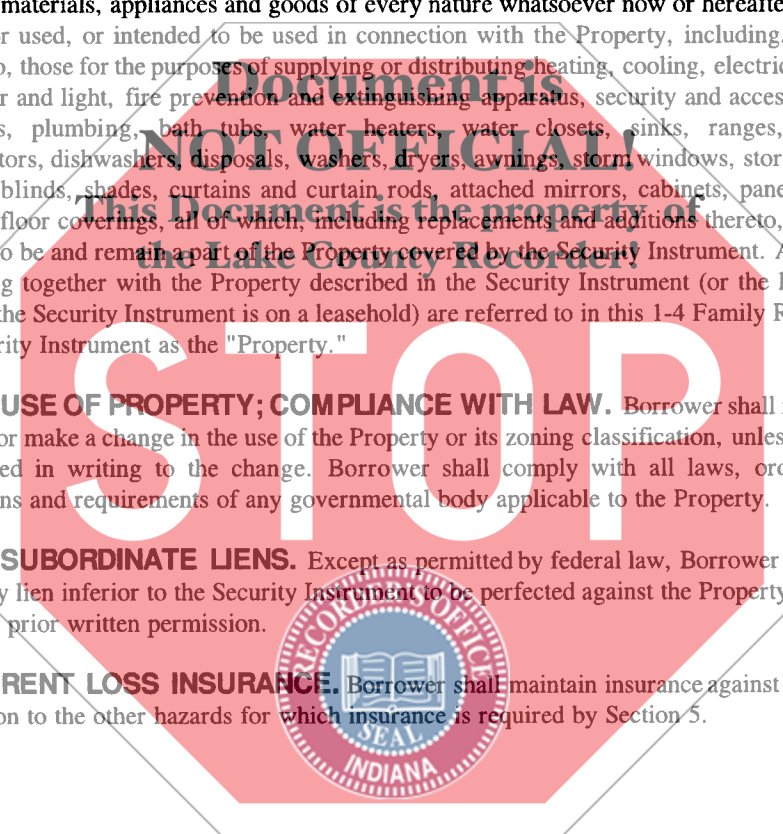 materials, appliances and goods of every nature whatsoever now or hereafte
r used, or intended to be used in connection with the Property, including,
o, those for the purposes of supplying or distributing heating, cooling, electric
r and light, fire prevention and extinguishing apparatus, security and acces
s, plumbing, bath tubs, water heaters, water closets, sinks, ranges,
tors, dishwashers, disposals, washers, dryers, awnings, storm windows, stor
blinds, shades, curtains and curtain rods, attached mirrors, cabinets, pane
floor coverings, all of which, including replacements and additions thereto,
o be and remain a part of the Property covered by the Security Instrument. A
g together with the Property described in the Security Instrument (or the l
the Security Instrument is on a leasehold) are referred to in this 1-4 Family R
rity Instrument as the "Property."
Document is
NOT OFFICIAL!
This Document is the property of
the Lake County Recorder!
STOP
USE OF PROPERTY; COMPLIANCE WITH LAW. Borrower shall
or make a change in the use of the Property or its zoning classification, unles
ed in writing to the change. Borrower shall comply with all laws, ord
ns and requirements of any governmental body applicable to the Property.
SUBORDINATE LIENS. Except as permitted by federal law, Borrower
y lien inferior to the Security Instrument to be perfected against the Property
prior written permission.
RENT LOSS INSURANCE. Borrower shall maintain insurance against
on to the other hazards for which insurance is required by Section 5.
RECORDER'S OFFICE
SEAL
INDIANA